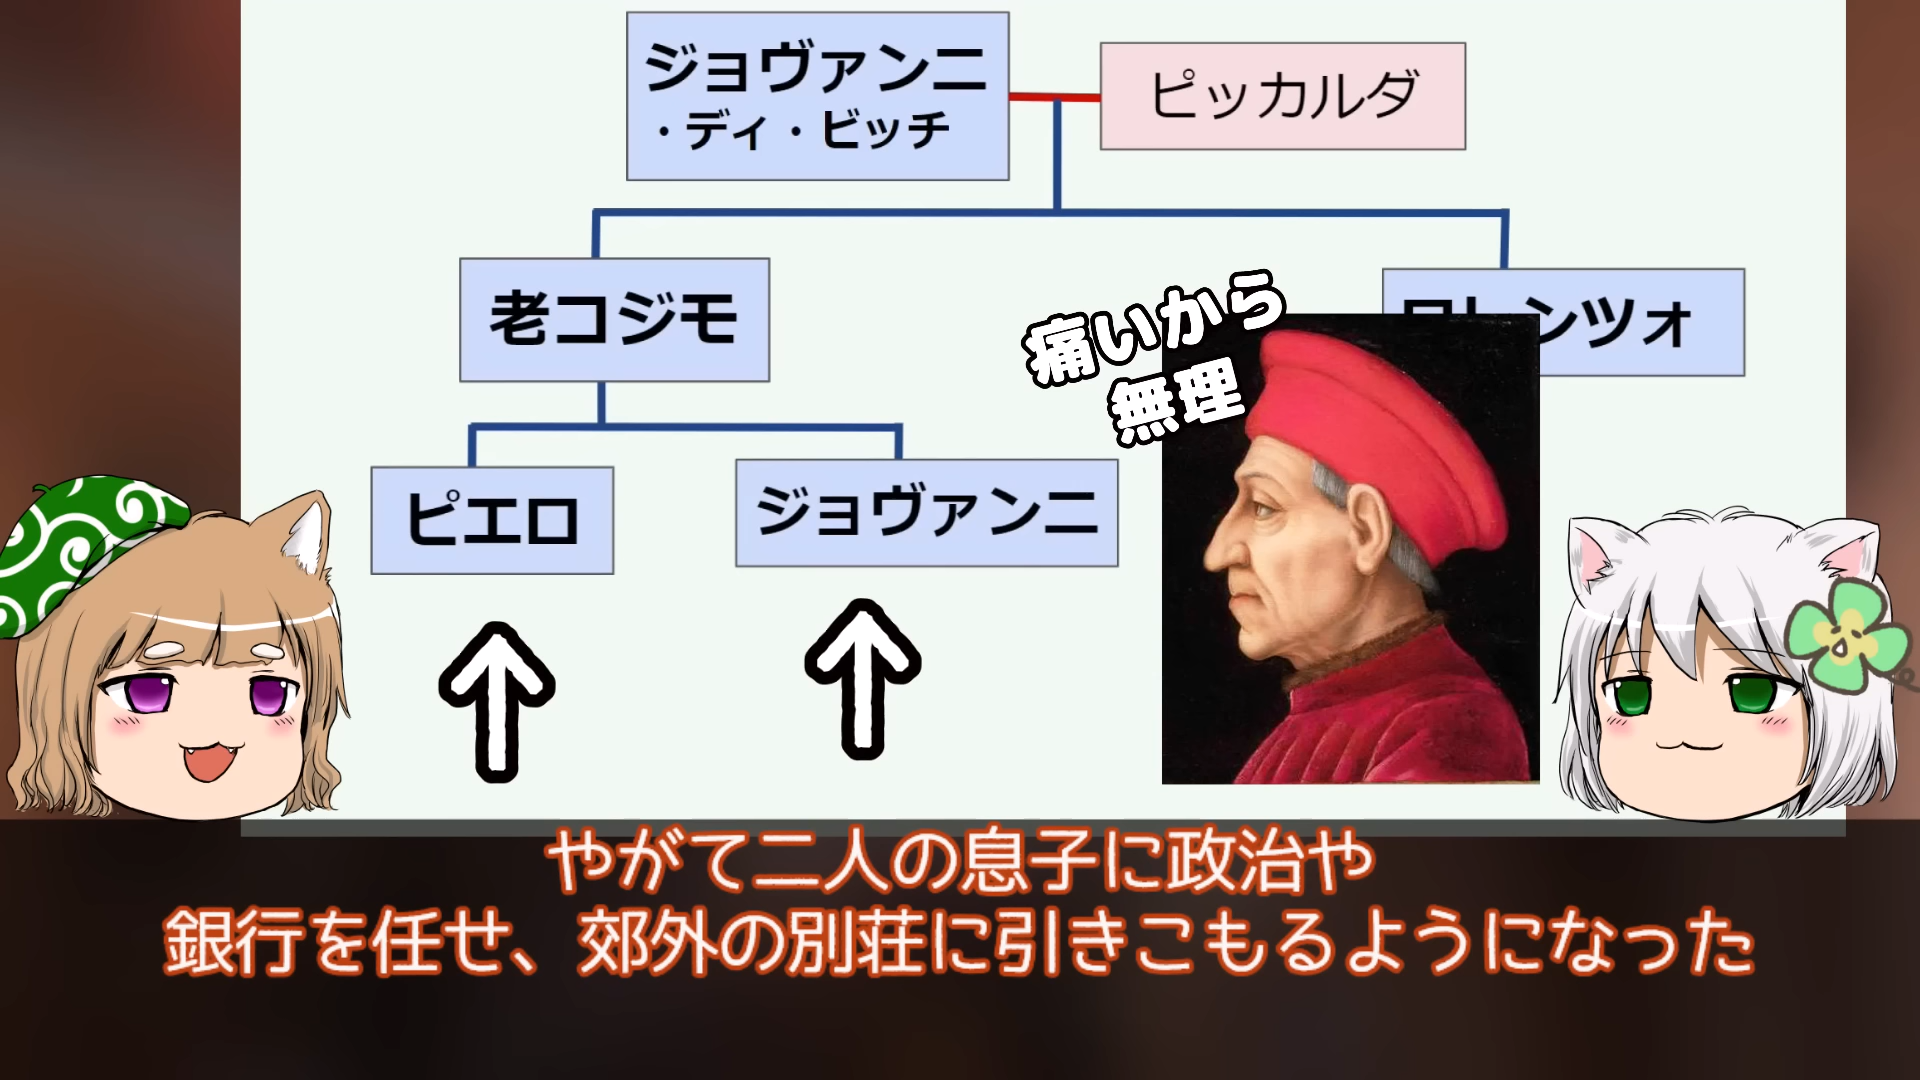 ジョヴァンニ
・ディ・ビッチ
ピッカルダ
老コジモ
ロレンツォ
痛いから
無理
ピエロ
ジョヴァンニ
やがて二人の息子に政治や
銀行を任せ、郊外の別荘に引きこもるようになった